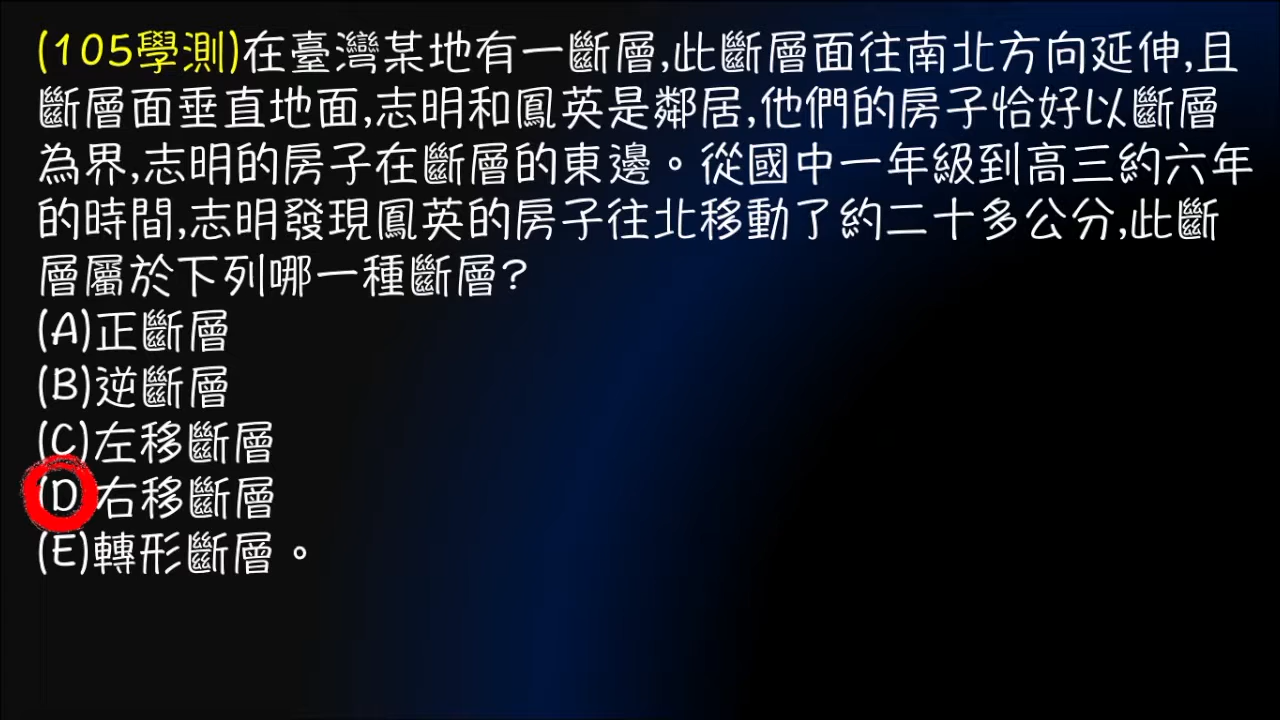 (105學測)在臺灣某地有一斷層,此斷層面往南北方向延伸,且
斷層面垂直地面,志明和鳳英是鄰居,他們的房子恰好以斷層
為界,志明的房子在斷層的東邊。從國中一年級到高三約六年
的時間,志明發現鳳英的房子往北移動了約二十多公分,此斷
層屬於下列哪一種斷層?
(A)正斷層
(B)逆斷層
(C)左移斷層
(D)右移斷層
(E)轉形斷層。